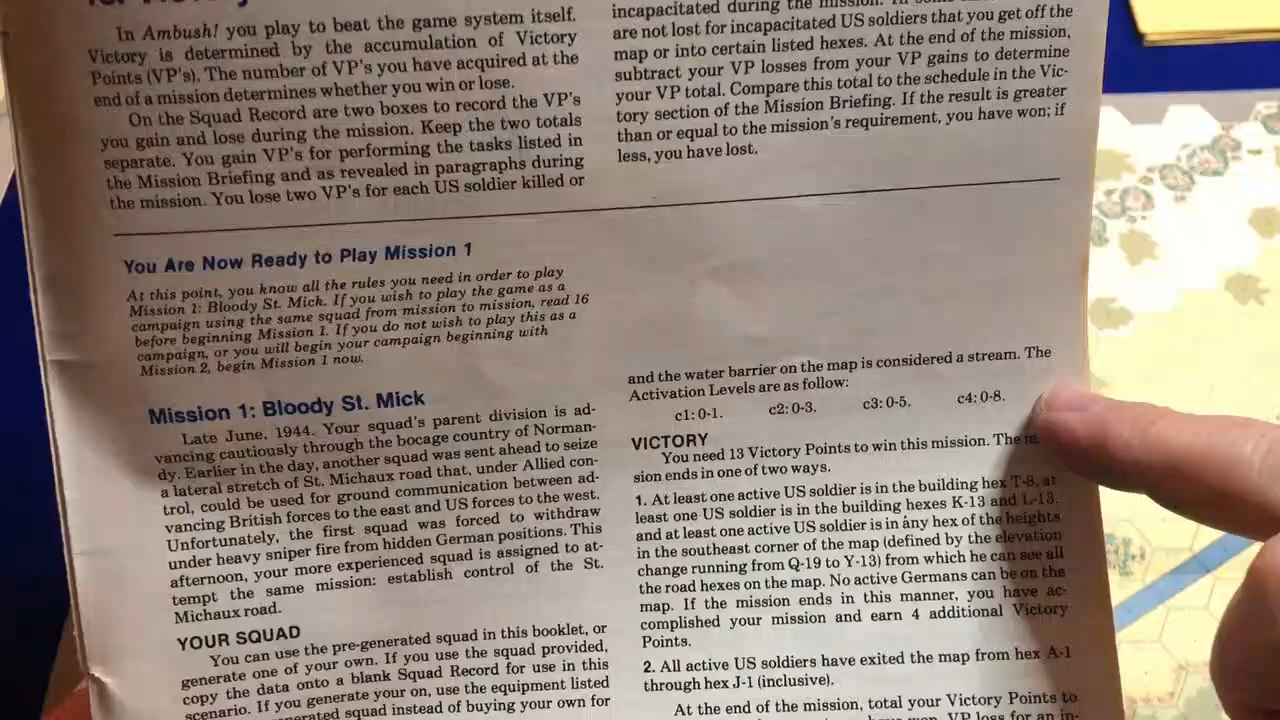 In Ambush! you play to beat the game system itself.
Victory is determined by the accumulation of Victory
Points (VP's). The number of VP's you have acquired at the
end of a mission determines whether you win or lose.
On the Squad Record are two boxes to record the VP's
you gain and lose during the mission. Keep the two totals
separate. You gain VP's for performing the tasks listed in
the Mission Briefing and as revealed in paragraphs during
the mission. You lose two VP's for each US soldier killed or
incapacitated during the mission. In
are not lost for incapacitated US soldiers that you get off the
map or into certain listed hexes. At the end of the mission,
subtract your VP losses from your VP gains to determine
your VP total. Compare this total to the schedule in the Vic-
tory section of the Mission Briefing. If the result is greater
than or equal to the mission's requirement, you have won; if
less, you have lost.
You Are Now Ready to Play Mission 1
At this point, you know all the rules you need in order to play
Mission 1: Bloody St. Mick. If you wish to play the game as a
campaign using the same squad from mission to mission, read 16
before beginning Mission 1. If you do not wish to play this as a
campaign, or you will begin your campaign beginning with
Mission 2, begin Mission 1 now.
Mission 1: Bloody St. Mick
Late June, 1944. Your squad's parent division is ad-
vancing cautiously through the bocage country of Norman-
dy. Earlier in the day, another squad was sent ahead to seize
a lateral stretch of St. Michaux road that, under Allied con-
trol, could be used for ground communication between ad-
vancing British forces to the east and US forces to the west.
Unfortunately, the first squad was forced to withdraw
under heavy sniper fire from hidden German positions. This
afternoon, your more experienced squad is assigned to at-
tempt the same mission: establish control of the St.
Michaux road.
YOUR SQUAD
You can use the pre-generated squad in this booklet, or
generate one of your own. If you use the squad provided,
copy the data onto a blank Squad Record for use in this
scenario. If you generate your on, use the equipment listed
squad instead of buying your own for
and the water barrier on the map is considered a stream. The
Activation Levels are as follow:
c1: 0-1. c2: 0-3. c3: 0-5. c4: 0-8.
VICTORY
You need 13 Victory Points to win this mission. The
sion ends in one of two ways.
1. At least one active US soldier is in the building hex T-8, at
least one US soldier is in the building hexes K-13 and L-13,
and at least one active US soldier is in any hex of the heights
in the southeast corner of the map (defined by the elevation
change running from Q-19 to Y-13) from which he can see all
the road hexes on the map. No active Germans can be on the
map. If the mission ends in this manner, you have ac-
complished your mission and earn 4 additional Victory
Points.
2. All active US soldiers have exited the map from hex A-1
through hex J-1 (inclusive).
At the end of the mission, total your Victory Points to